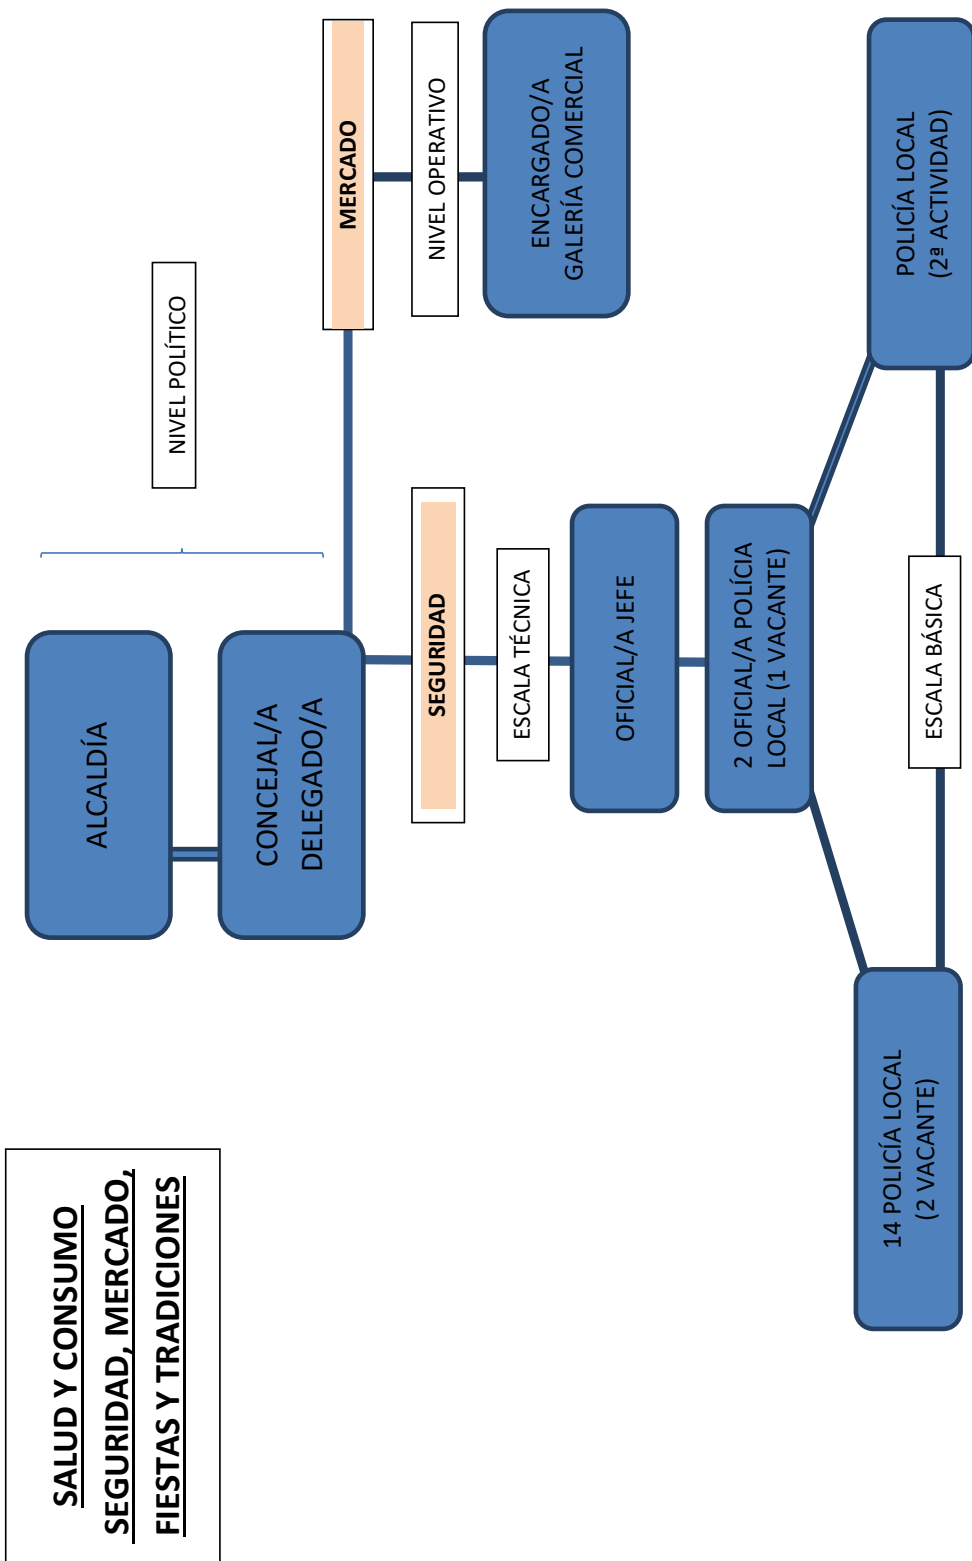 SALUD Y CONSUMO
SEGURIDAD, MERCADO,
FIESTAS Y TRADICIONES
ALCALDÍA
NIVEL POLÍTICO
CONCEJAL/A
DELEGADO/A
MERCADO
SEGURIDAD
NIVEL OPERATIVO
ESCALA TÉCNICA
ENCARGADO/A
GALERÍA COMERCIAL
OFICIAL/A JEFE
2 OFICIAL/A POLÍCIA
LOCAL (1 VACANTE)
14 POLICÍA LOCAL
(2 VACANTE)
ESCALA BÁSICA
POLICÍA LOCAL
(2ª ACTIVIDAD)